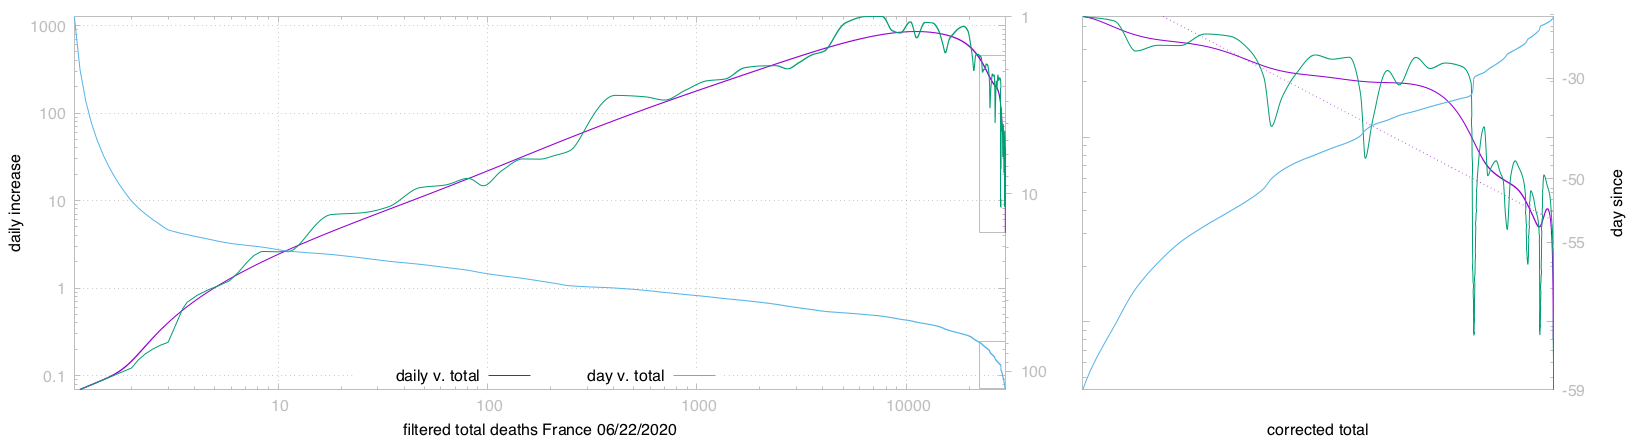 1000
100
10
1
0.1
daily increase
10
100
1000
10000
filtered total deaths France 06/22/2020
daily v. total
day v. total
1
10
100
-30
-50
-55
-59
day since
corrected total